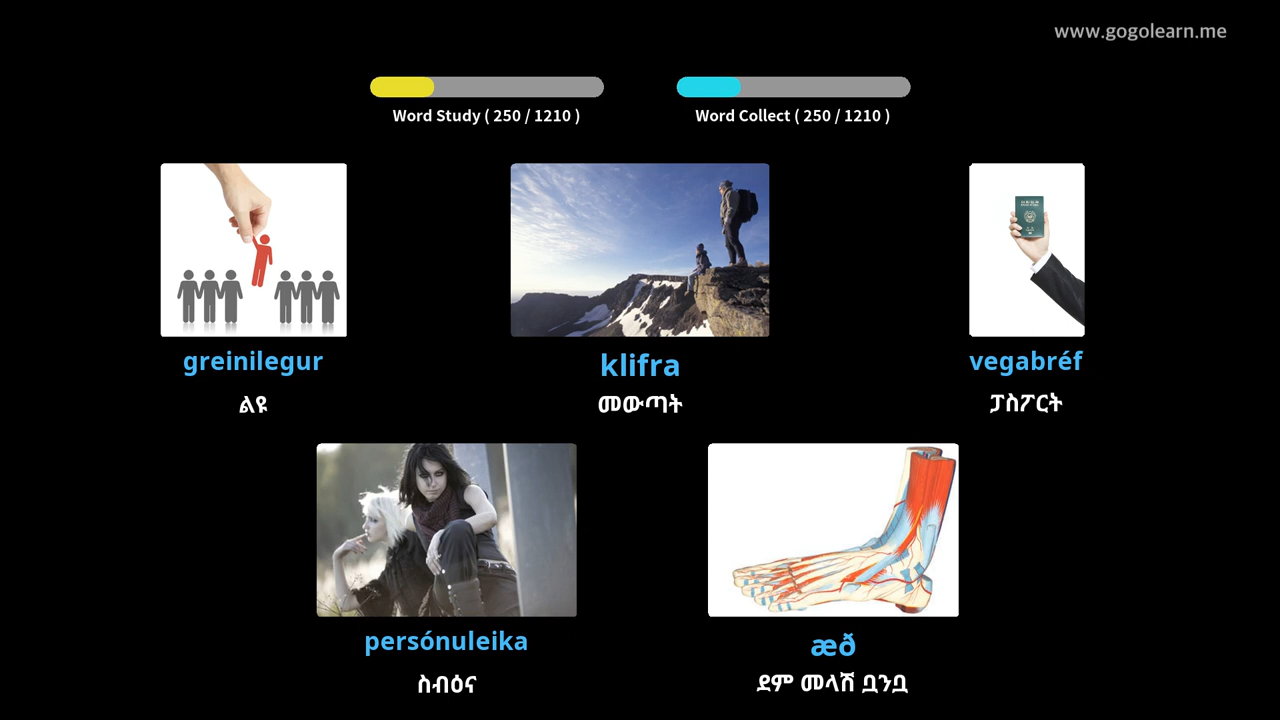 www.gogolearn.me
Word Study ( 250 / 1210 )
Word Collect ( 250 / 1210 )
greinilegur
ልዩ
klifra
መውጣት
vegabréf
ፓስፖርት
persónuleika
ስብዕና
æð
ደም መላሽ ቧንቧ